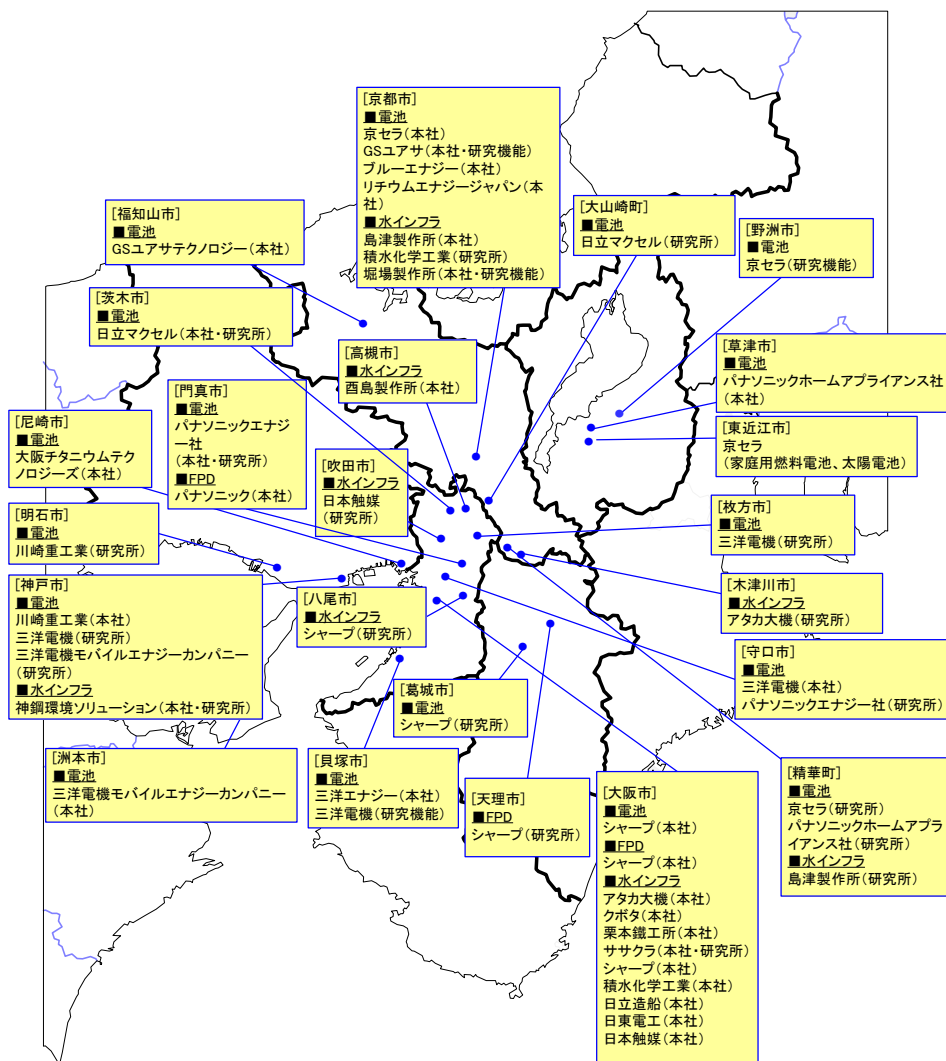 [京都市]
■電池
京セラ(本社)
GSユアサ(本社・研究機能)
ブルーエナジー(本社)
リチウムエナジージャパン(本
社)
■水インフラ
島津製作所(本社)
積水化学工業(研究所)
堀場製作所(本社・研究機能)
[福知山市]
■電池
GSユアサテクノロジー(本社)
[大山崎町]
■電池
日立マクセル(研究所)
[野洲市]
■電池
京セラ(研究機能)
[茨木市]
■電池
日立マクセル(本社・研究所)
[高槻市]
■水インフラ
酉島製作所(本社)
[草津市]
■電池
パナソニックホームアプライアンス社
(本社)
[門真市]
■電池
パナソニックエナジ
ー社
(本社・研究所)
■FPD
パナソニック(本社)
[尼崎市]
■電池
大阪チタニウムテク
ノロジーズ(本社)
[東近江市]
京セラ
(家庭用燃料電池、太陽電池)
[吹田市]
■水インフラ
日本触媒
(研究所)
[明石市]
■電池
川崎重工業(研究所)
[枚方市]
■電池
三洋電機(研究所)
[神戸市]
■電池
川崎重工業(本社)
三洋電機(研究所)
三洋電機モバイルエナジーカンパニー
(研究所)
■水インフラ
神鋼環境ソリューション(本社・研究所)
[八尾市]
■水インフラ
シャープ(研究所)
[木津川市]
■水インフラ
アタカ大機(研究所)
[守口市]
■電池
三洋電機(本社)
パナソニックエナジー社(研究所)
[葛城市]
■電池
シャープ(研究所)
[洲本市]
■電池
三洋電機モバイルエナジーカンパニー
(本社)
[貝塚市]
■電池
三洋エナジー(本社)
三洋電機(研究機能)
[天理市]
■FPD
シャープ(研究所)
[大阪市]
■電池
シャープ(本社)
■FPD
シャープ(本社)
■水インフラ
アタカ大機(本社)
クボタ(本社)
栗本鐵工所(本社)
ササクラ(本社・研究所)
シャープ(本社)
積水化学工業(本社)
日立造船(本社)
日東電工(本社)
日本触媒(本社)
[精華町]
■電池
京セラ(研究所)
パナソニックホームアプラ
イアンス社(研究所)
■水インフラ
島津製作所(研究所)